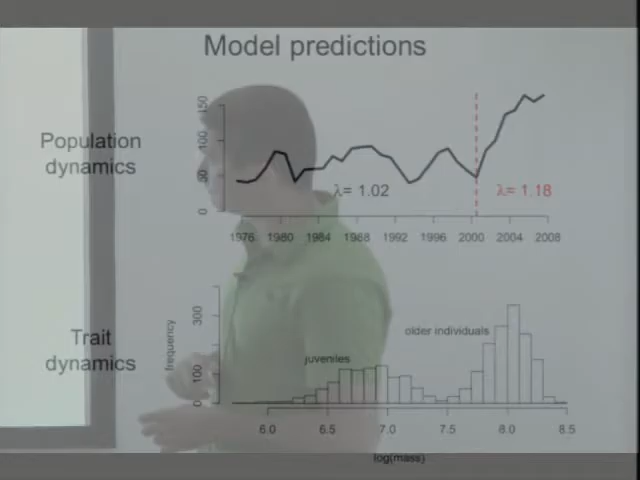 Model predictions
Population
dynamics
150
100
50
0
λ= 1.02
λ= 1.18
1976 1980 1984 1988 1992 1996 2000 2004 2008
Trait
dynamics
frequency
300
100
0
juveniles
older individuals
6.0 6.5 7.0 7.5 8.0 8.5
log(mass)